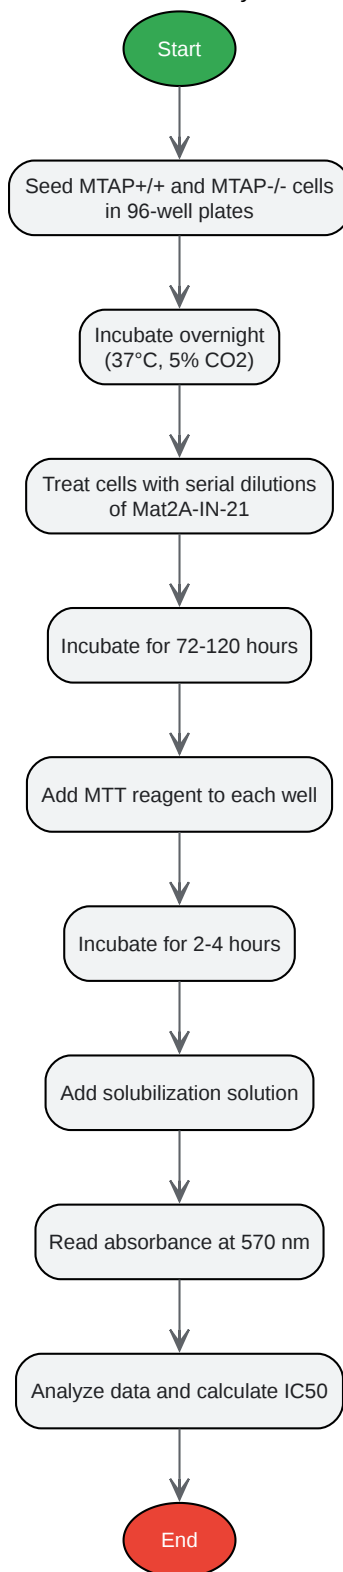 Start
Seed MTAP+/+ and MTAP-/- cells
in 96-well plates
Incubate overnight
(37°C, 5% CO2)
Treat cells with serial dilutions
of Mat2A-IN-21
Incubate for 72-120 hours
Add MTT reagent to each well
Incubate for 2-4 hours
Add solubilization solution
Read absorbance at 570 nm
Analyze data and calculate IC50
End